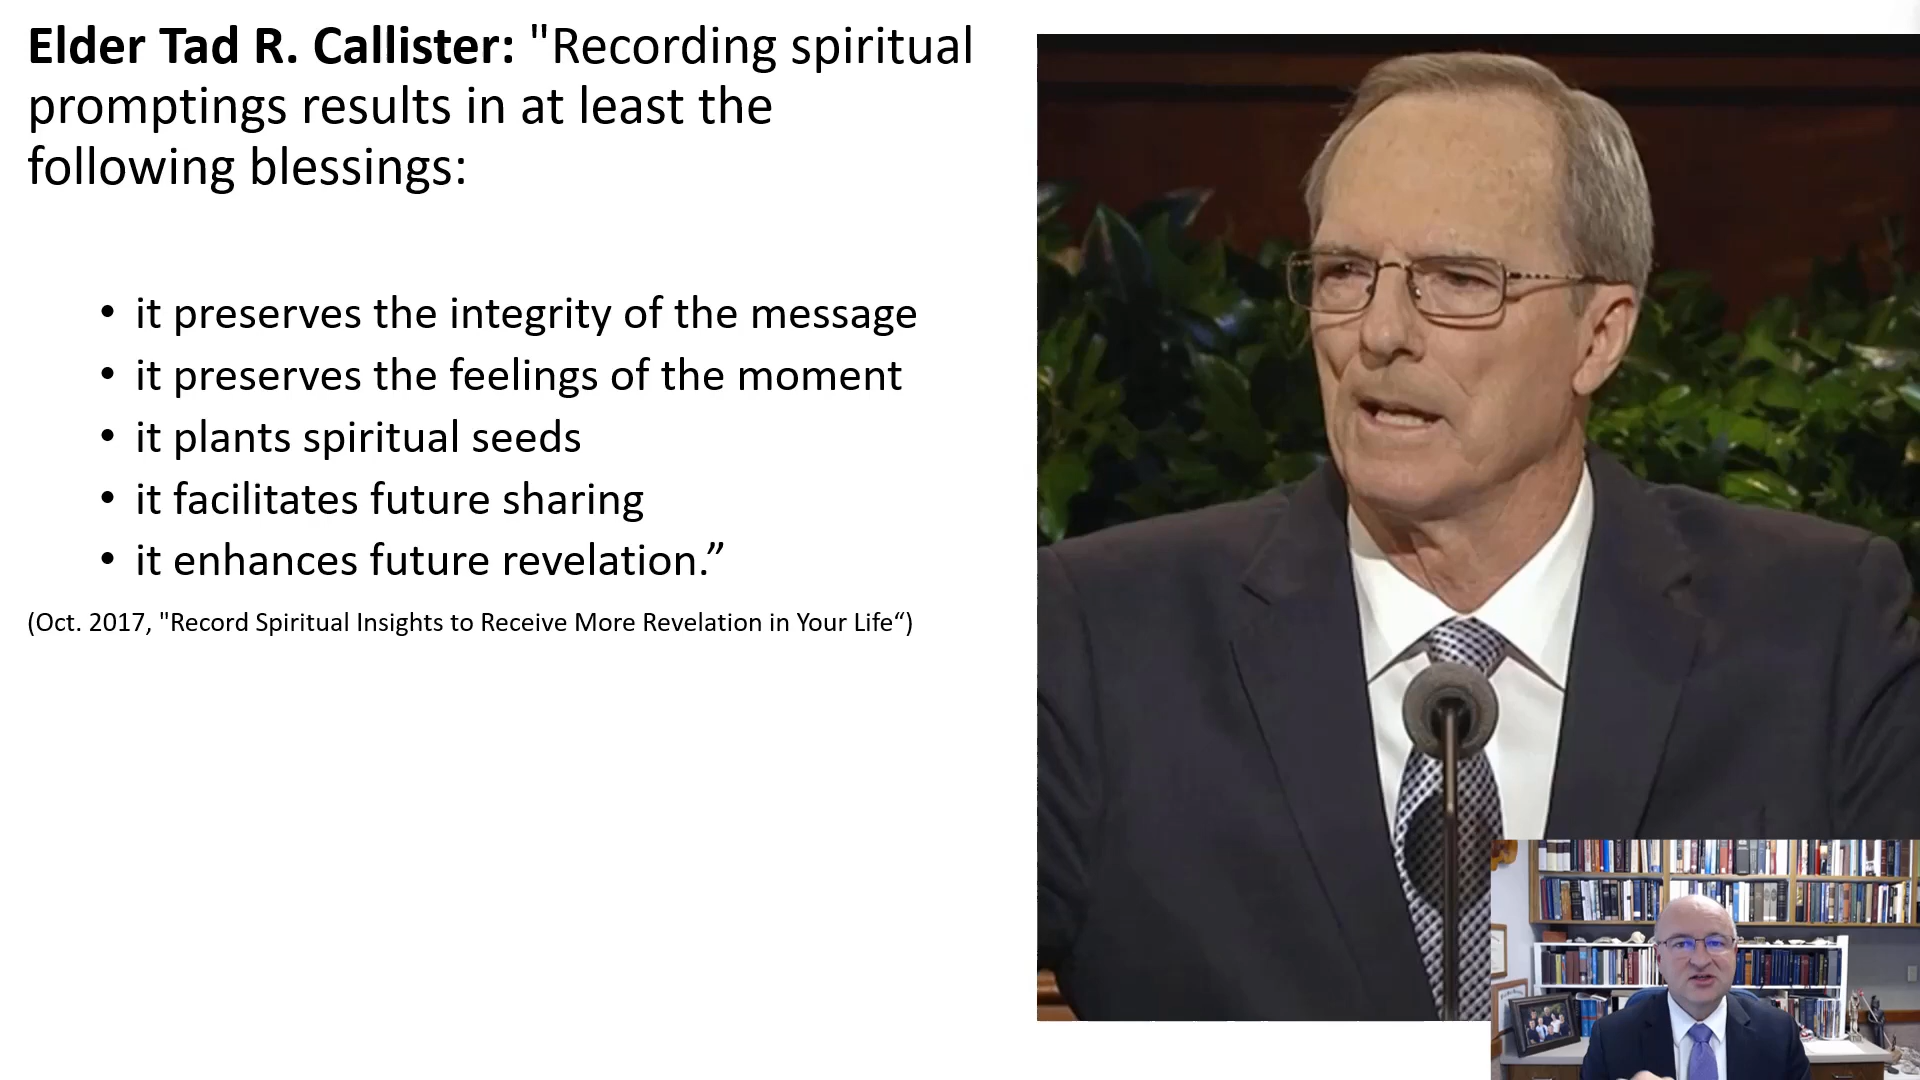 Elder Tad R. Callister: "Recording spiritual
promptings results in at least the
following blessings:
• it preserves the integrity of the message
• it preserves the feelings of the moment
• it plants spiritual seeds
• it facilitates future sharing
• it enhances future revelation.”
(Oct. 2017, "Record Spiritual Insights to Receive More Revelation in Your Life“)